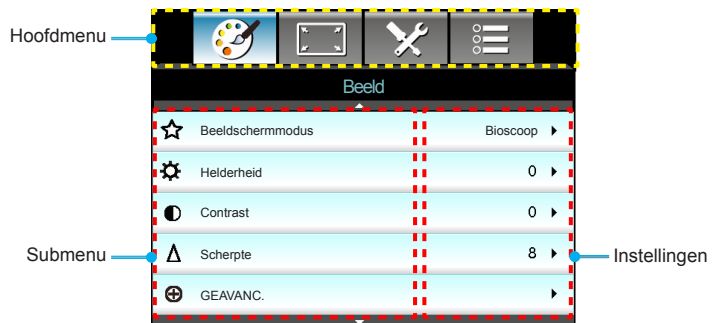 Hoofdmenu
Beeld
Beeldschermmodus Bioscoop
Helderheid 0
Contrast 0
Submenu
Scherpte 8
Instellingen
GEAVANC.